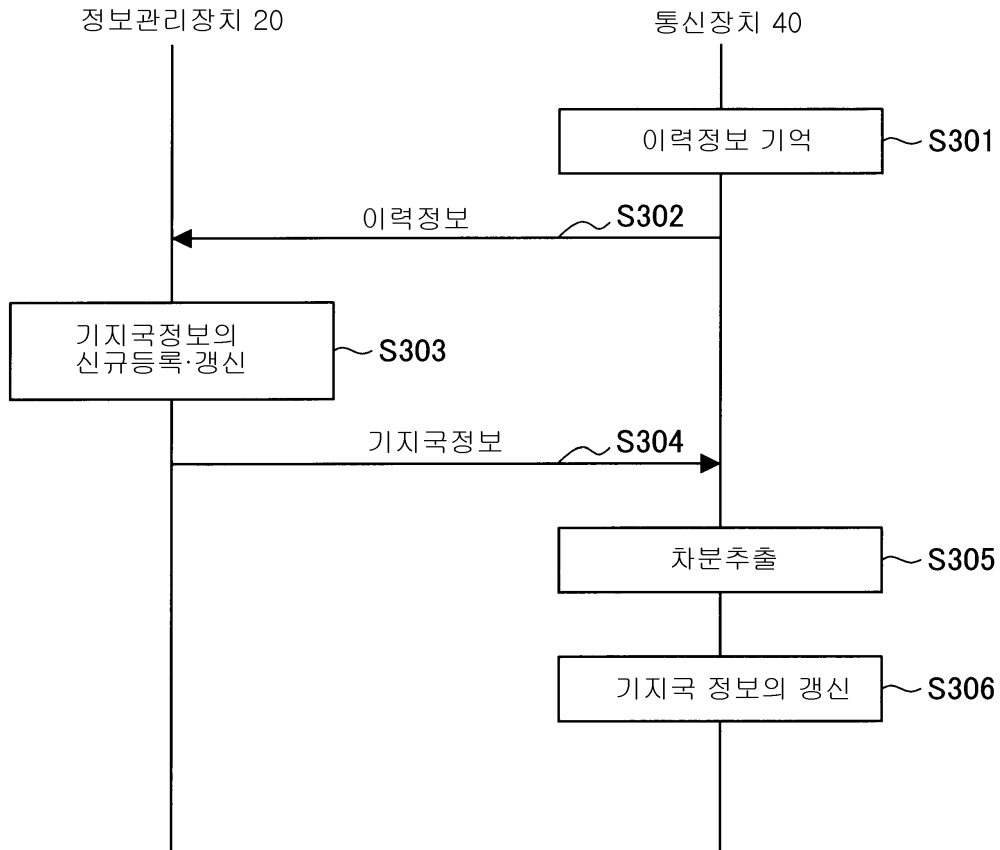 정보관리장치 20
통신장치 40
이력정보 기억
S301
이력정보
S302
기지국정보의
신규등록·갱신
S303
기지국정보
S304
차분추출
S305
기지국 정보의 갱신
S306